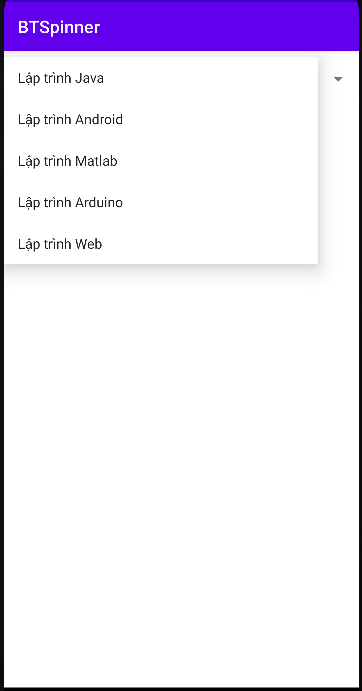 BTSpinner
Lập trình Java
Lập trình Android
Lập trình Matlab
Lập trình Arduino
Lập trình Web